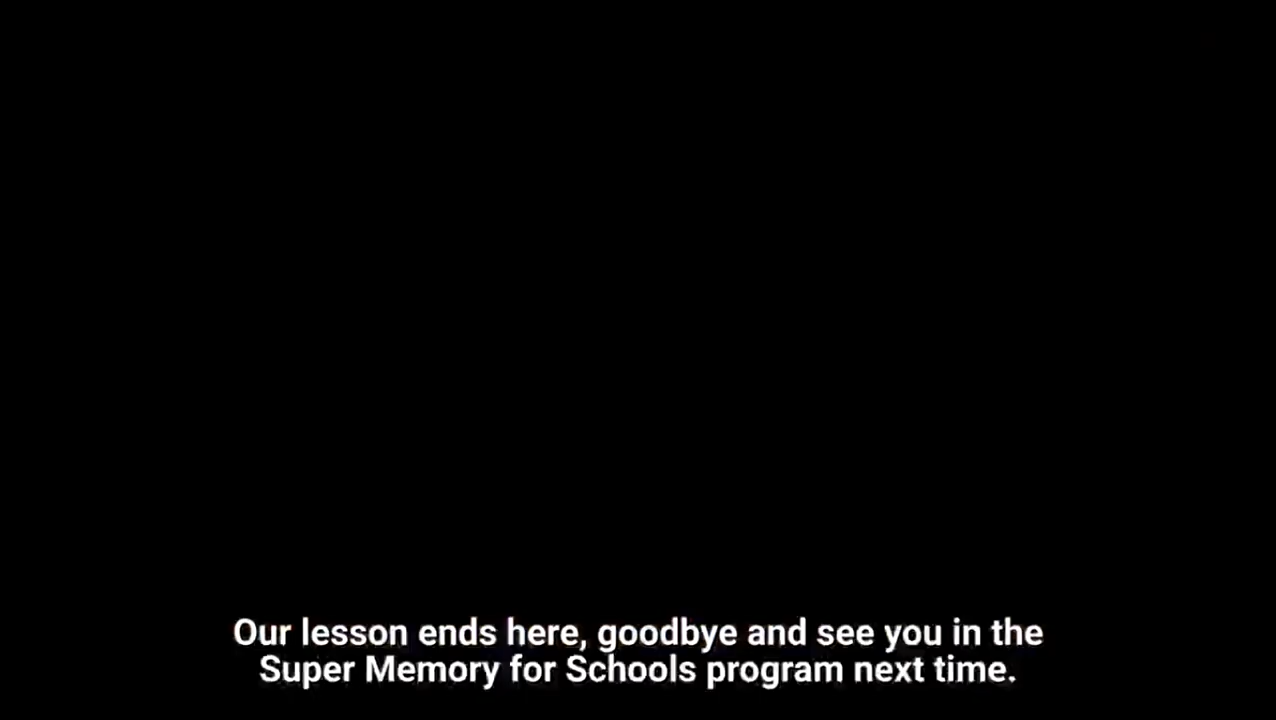 Our lesson ends here, goodbye and see you in the
Super Memory for Schools program next time.